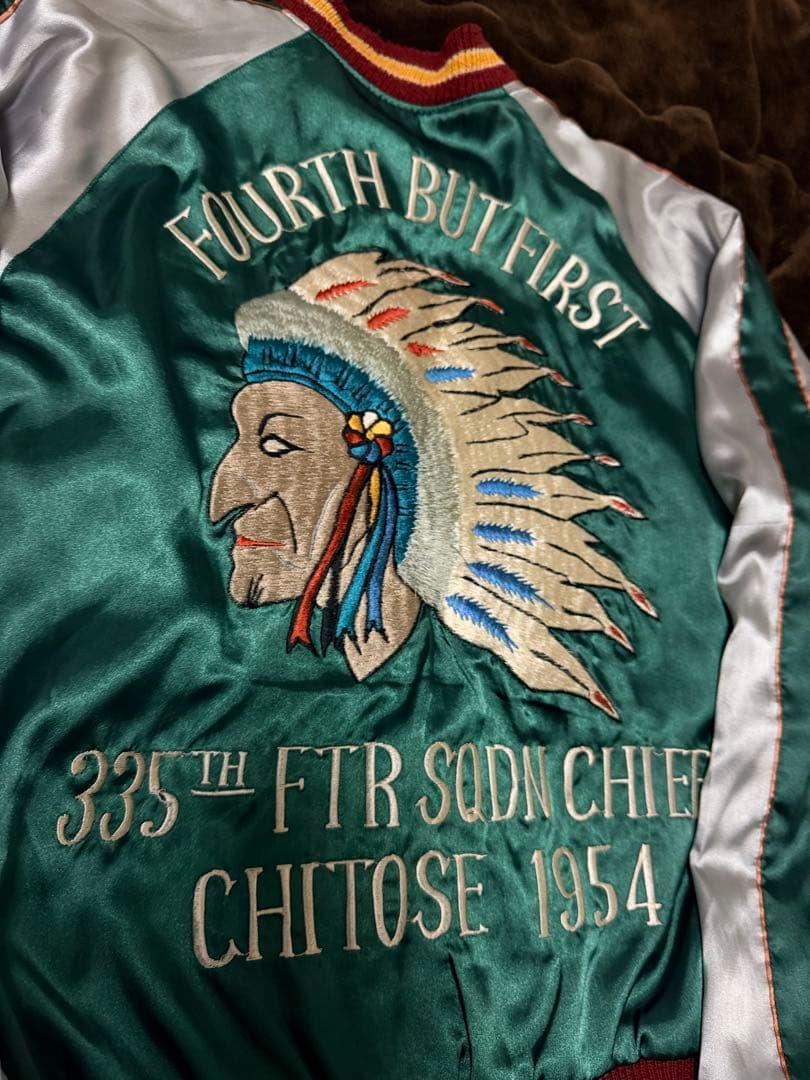 FOURTH BUT FIRST
335TH FTR SQDN CHIEF
CHITOSE 1954